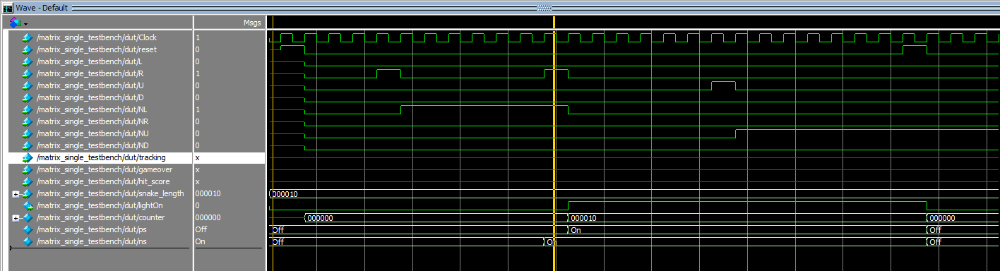 Wave - Default
Msgs
/matrix_single_testbench/dut/Clock 1
/matrix_single_testbench/dut/reset 0
/matrix_single_testbench/dut/L 0
/matrix_single_testbench/dut/R 1
/matrix_single_testbench/dut/U 0
/matrix_single_testbench/dut/D 0
/matrix_single_testbench/dut/NL 1
/matrix_single_testbench/dut/NR 0
/matrix_single_testbench/dut/NU 0
/matrix_single_testbench/dut/ND 0
/matrix_single_testbench/dut/tracking x
/matrix_single_testbench/dut/gameover x
/matrix_single_testbench/dut/hit_score x
/matrix_single_testbench/dut/snake_length 000010 000010
/matrix_single_testbench/dut/lightOn 0
/matrix_single_testbench/dut/counter 000000 000000 000010 000000
/matrix_single_testbench/dut/ps Off Off On Off
/matrix_single_testbench/dut/ns On Off On Off